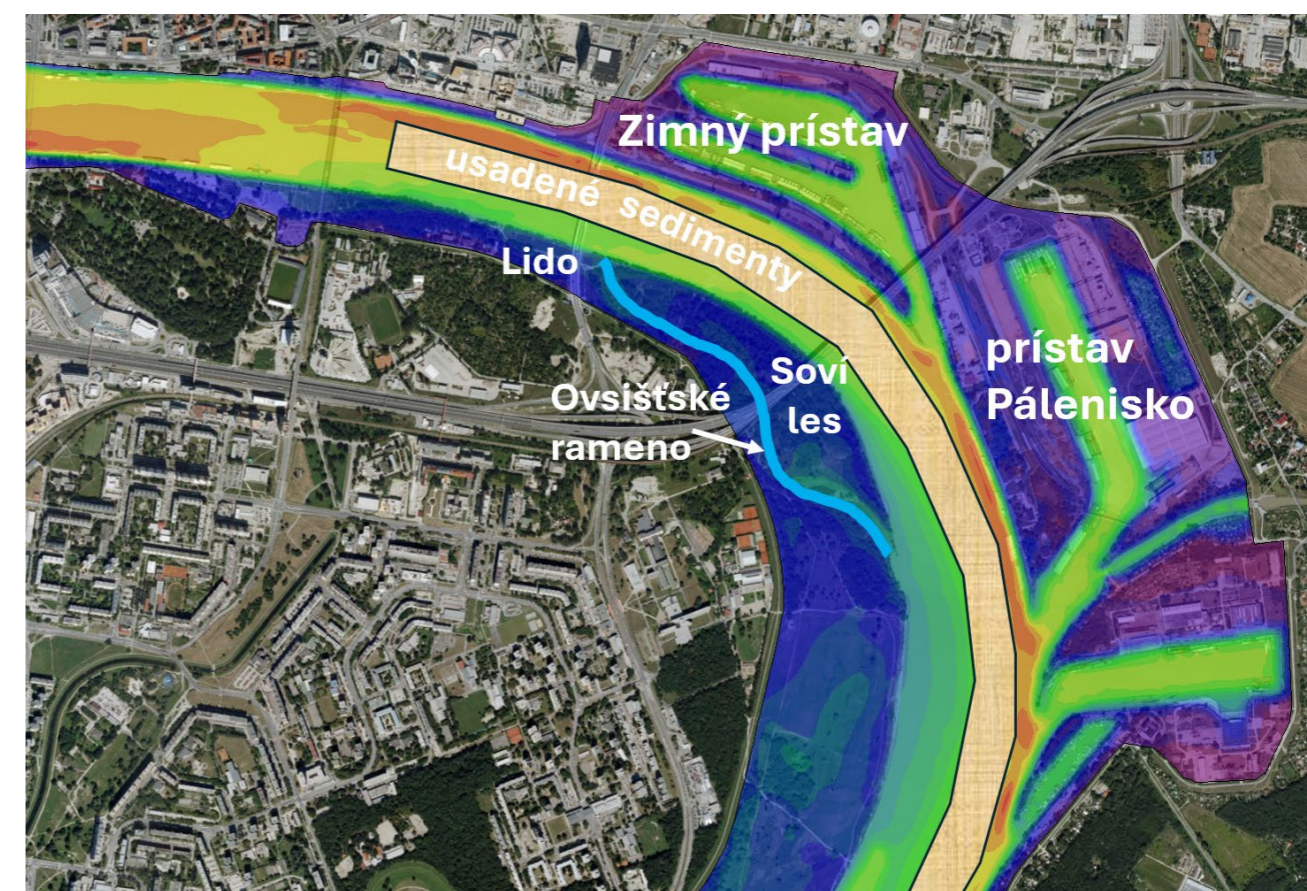 Zimný prístav
usadené sedimenty
Lido
Soví
les
prístav
Pálenisko
Ovsišťské
rameno